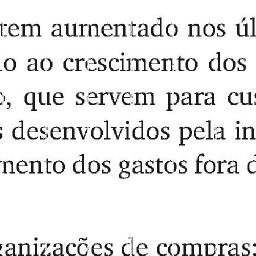 tem aumentado nos úl
ao crescimento dos
, que servem para cus
s desenvolvidos pela in
mento dos gastos fora d
ganizações de compras: